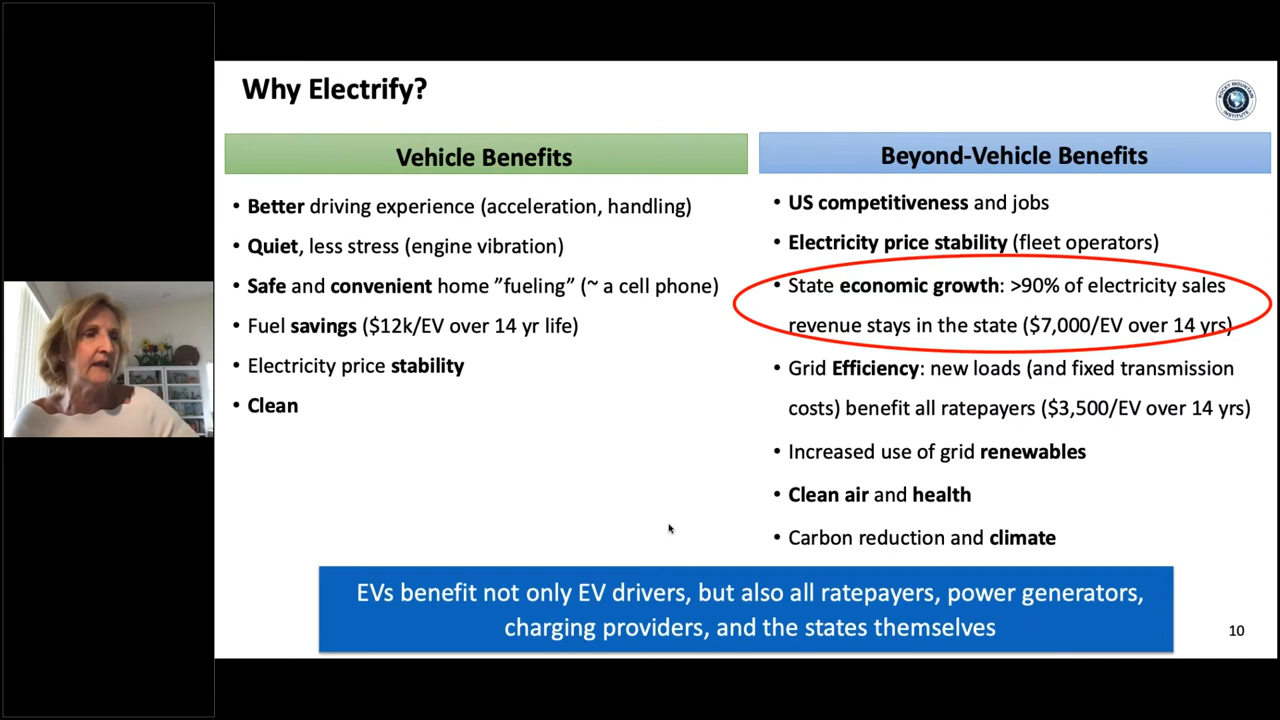 Why Electrify?
ROCKY MOUNTAIN
INSTITUTE
Vehicle Benefits
• Better driving experience (acceleration, handling)
• Quiet, less stress (engine vibration)
• Safe and convenient home ”fueling” (~ a cell phone)
• Fuel savings ($12k/EV over 14 yr life)
• Electricity price stability
• Clean
Beyond-Vehicle Benefits
• US competitiveness and jobs
• Electricity price stability (fleet operators)
• State economic growth: >90% of electricity sales
revenue stays in the state ($7,000/EV over 14 yrs)
• Grid Efficiency: new loads (and fixed transmission
costs) benefit all ratepayers ($3,500/EV over 14 yrs)
• Increased use of grid renewables
• Clean air and health
• Carbon reduction and climate
EVs benefit not only EV drivers, but also all ratepayers, power generators,
charging providers, and the states themselves
10